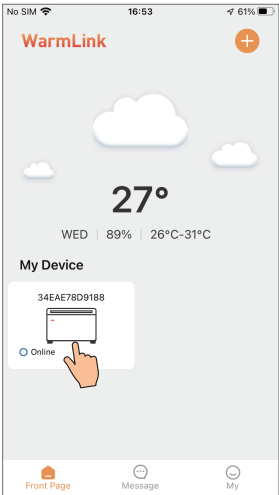 No SIM 16:53 61%
WarmLink
27°
WED | 89% | 26°C-31°C
My Device
34EAE78D9188
Online
Front Page Message My